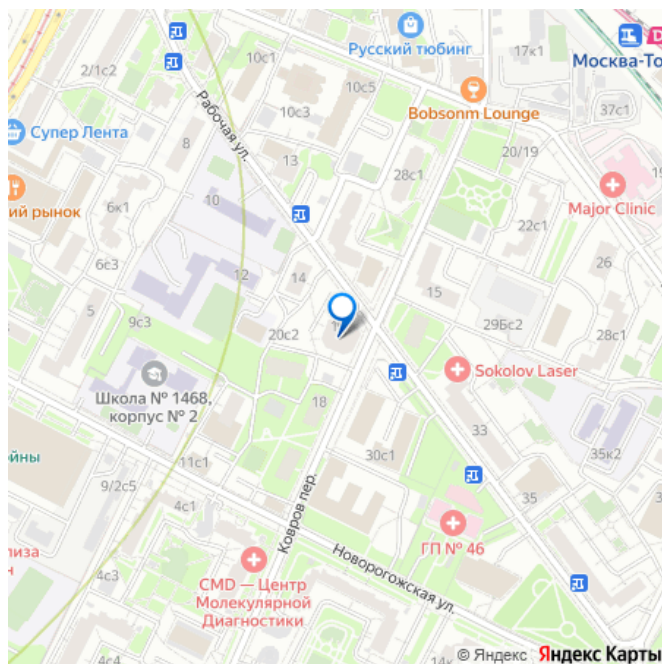 Русский тюбинг
17к1
Москва-То
2/1с2
10с1
10с5
37с1
Bobsonm Lounge
10с3
Супер Лента
Рабочая ул.
20/19
8
13
28с1
Major Clinic
10
ий рынок
6к1
22с1
26
6с3
12
14
15
5
9с3
20с2
29Бс2
28с1
Sokolov Laser
Школа № 1468,
корпус № 2
18
33
35к2
ойны
11с1
30с1
9/2с5
35
4с1
Ковров пер.
ГП № 46
лиза
н
4с3
CMD — Центр
Молекулярной
Диагностики
Новорогожская ул.
14к
© Яндекс Яндекс Карты